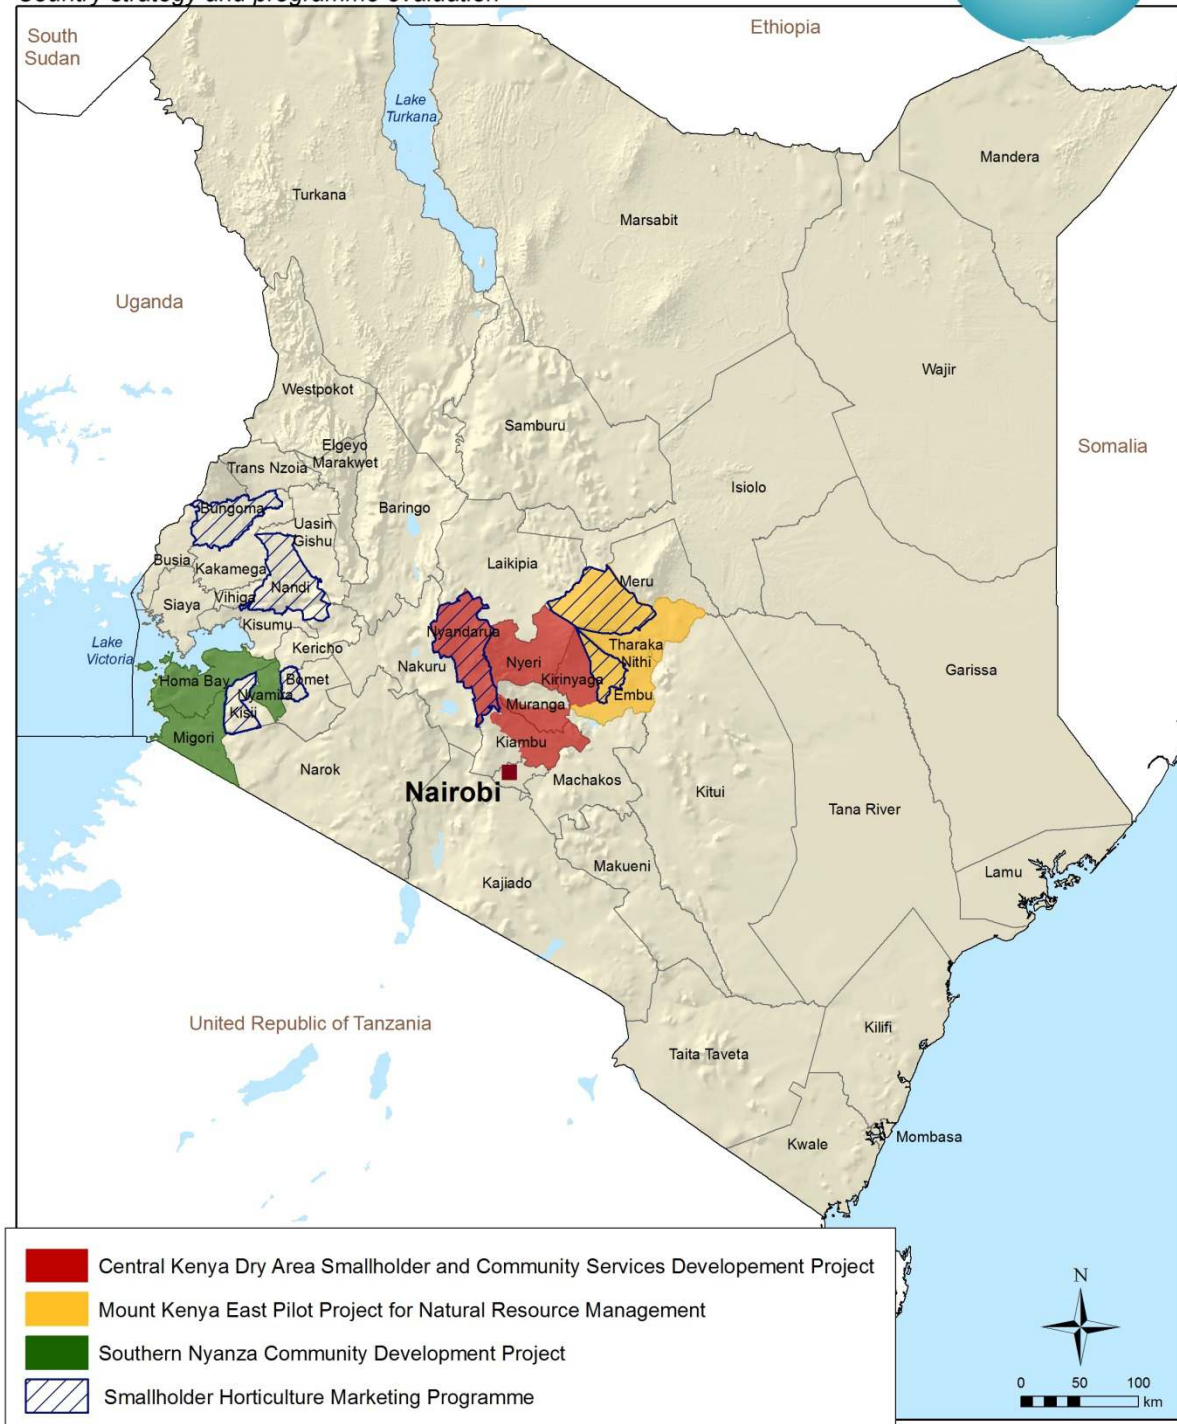 Country strategy and programme evaluation
South
Sudan
Ethiopia
Lake
Turkana
Mandera
Turkana
Marsabit
Uganda
Wajir
Westpokot
Samburu
Somalia
Elgeyo
Marakwet
Trans Nzoia
Isiolo
Bungoma
Baringo
Uasin
Gishu
Laikipia
Busia
Kakamega
Meru
Nandi
Vihiga
Siaya
Kisumu
Nyandarua
Tharaka
Nithi
Lake
Victoria
Kericho
Nakuru
Nyeri
Garissa
Homa Bay
Bomet
Kirinyaga
Nyamira
Embu
Muranga
Kisii
Migori
Kiambu
Narok
Machakos
Nairobi
Kitui
Tana River
Makueni
Kajiado
Lamu
United Republic of Tanzania
Kilifi
Taita Taveta
Kwale
Mombasa
Central Kenya Dry Area Smallholder and Community Services Developement Project
Mount Kenya East Pilot Project for Natural Resource Management
Southern Nyanza Community Development Project
Smallholder Horticulture Marketing Programme
N
0 50 100
km